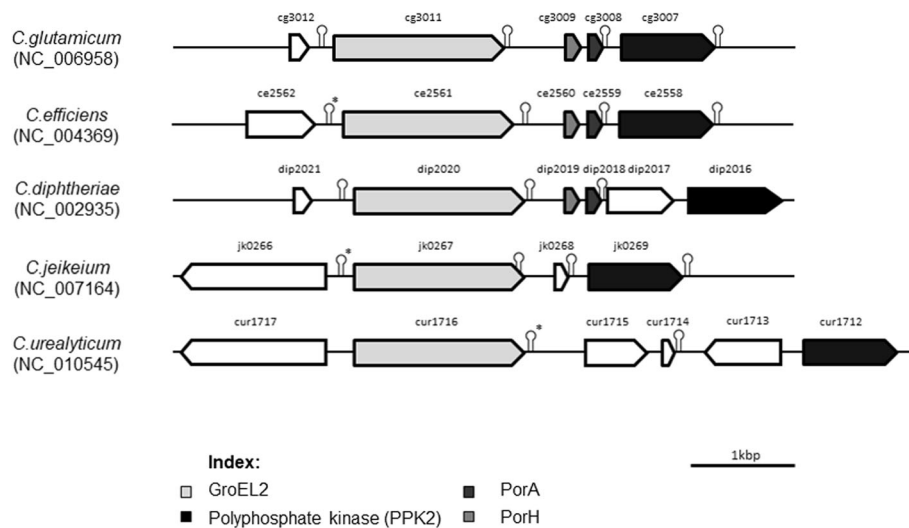 cg3012 cg3011 cg3009 cg3008 cg3007
C.glutamicum
(NC_006958)
ce2562 * ce2561 ce2560 ce2559 ce2558
C.efficiens
(NC_004369)
dip2021 dip2020 dip2019 dip2018 dip2017 dip2016
C.diphtheriae
(NC_002935)
jk0266 * jk0267 jk0268 jk0269
C.jeikeium
(NC_007164)
cur1717 cur1716 * cur1715 cur1714 cur1713 cur1712
C.urealyticum
(NC_010545)
1kbp
Index:
GroEL2 PorA
Polyphosphate kinase (PPK2) PorH